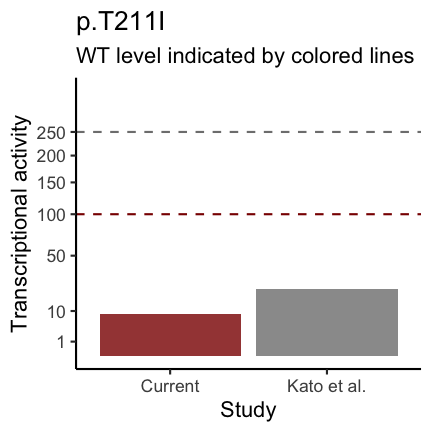 p.T211I
WT level indicated by colored lines
Transcriptional activity
250
200
150
100
50
10
1
Current
Kato et al.
Study